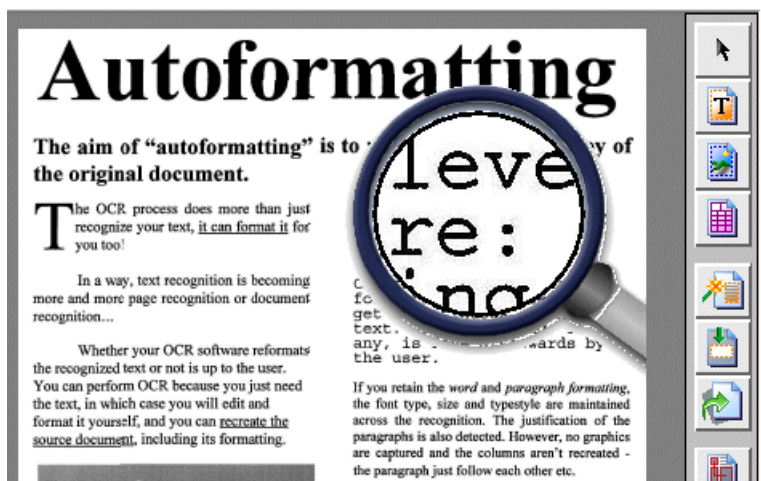 Autoformatting
The aim of “autoformatting” is to
y of
the original document.
The OCR process does more than just
recognize your text, it can format it for
you too!
In a way, text recognition is becoming
more and more page recognition or document
recognition...
Whether your OCR software reformats
the recognized text or not is up to the user.
You can perform OCR because you just need
the text, in which case you will edit and
format it yourself, and you can recreate the
source document, including its formatting.
leve
re:
ing
get
text.
any, is
wards by
the user.
If you retain the word and paragraph formatting,
the font type, size and typestyle are maintained
across the recognition. The justification of the
paragraphs is also detected. However, no graphics
are captured and the columns aren't recreated -
the paragraph just follow each other etc.
T